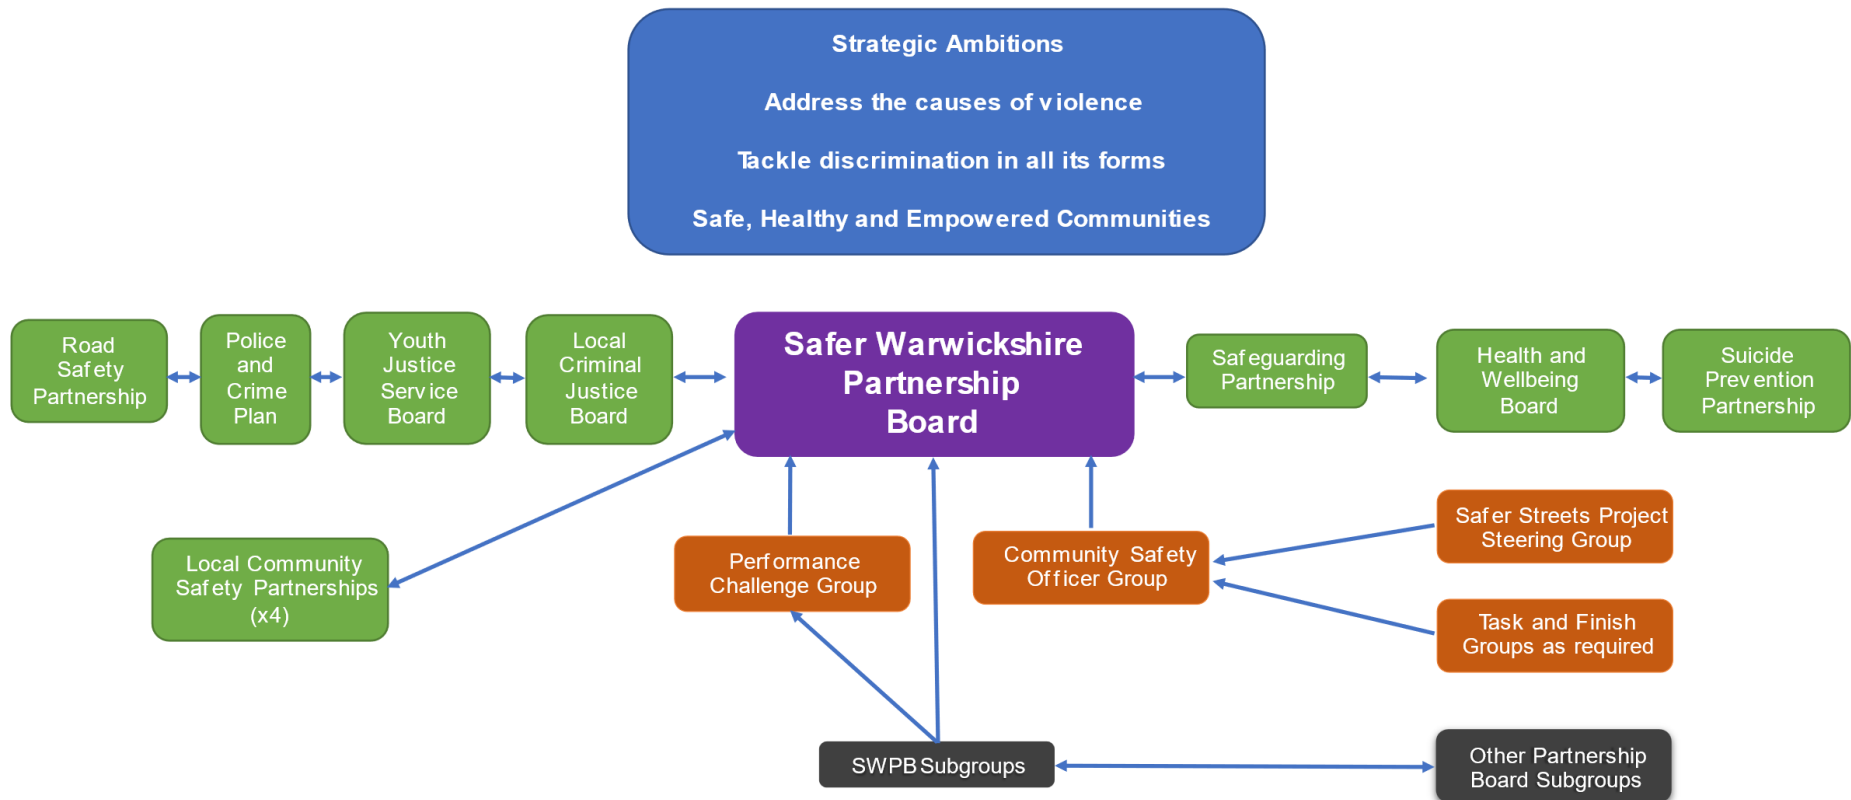 Strategic Ambitions
Address the causes of violence
Tackle discrimination in all its forms
Safe, Healthy and Empowered Communities
Road
Safety
Partnership
Police
and
Crime
Plan
Youth
Justice
Service
Board
Local
Criminal
Justice
Board
Safer Warwickshire
Partnership
Board
Safeguarding
Partnership
Health and
Wellbeing
Board
Suicide
Prevention
Partnership
Local Community
Safety Partnerships
(x4)
Performance
Challenge Group
Community Safety
Officer Group
Safer Streets Project
Steering Group
Task and Finish
Groups as required
SWPB Subgroups
Other Partnership
Board Subgroups